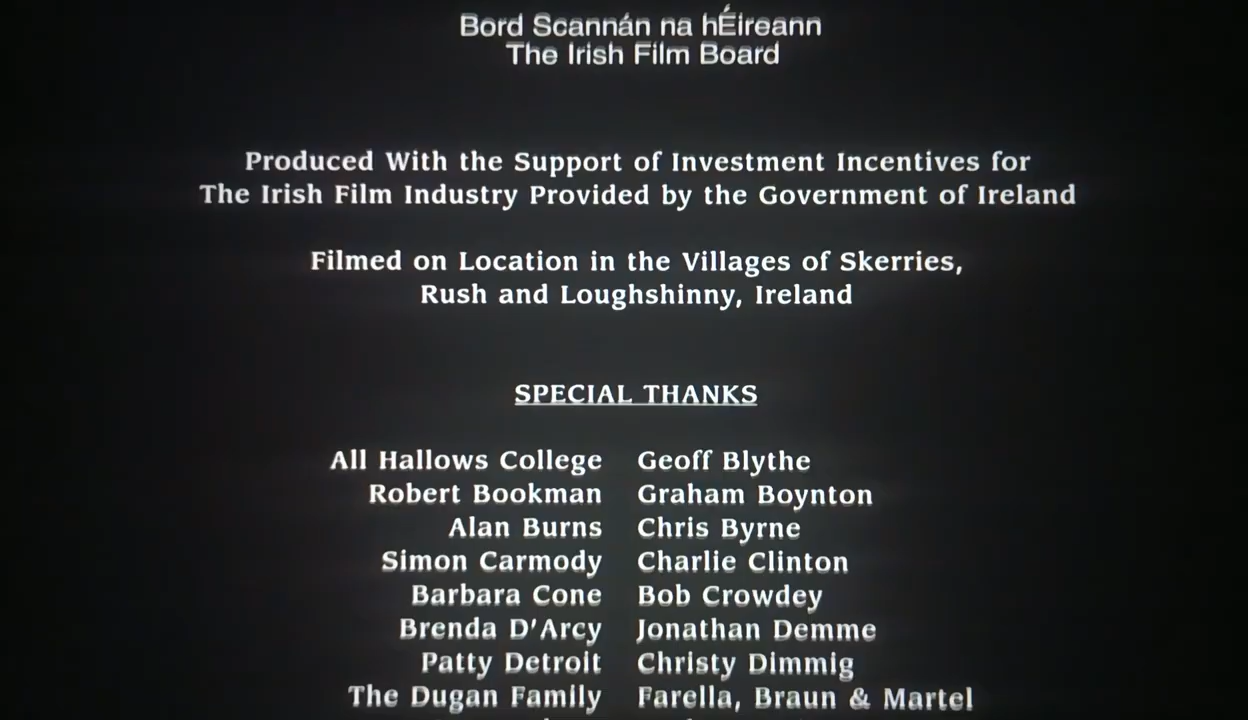 Bord Scannán na hÉireann
The Irish Film Board
Produced With the Support of Investment Incentives for
The Irish Film Industry Provided by the Government of Ireland
Filmed on Location in the Villages of Skerries,
Rush and Loughshinny, Ireland
SPECIAL THANKS
All Hallows College Geoff Blythe
Robert Bookman Graham Boynton
Alan Burns Chris Byrne
Simon Carmody Charlie Clinton
Barbara Cone Bob Crowdey
Brenda D'Arcy Jonathan Demme
Patty Detroit Christy Dimmig
The Dugan Family Farella, Braun & Martel